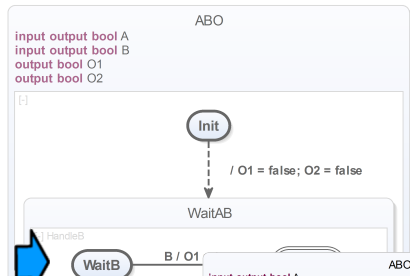 ABO
input output bool A
input output bool B
output bool O1
output bool O2
[-]
Init
/ O1 = false; O2 = false
WaitAB
HandleB
WaitB
B / O1
ABO
input output bool A